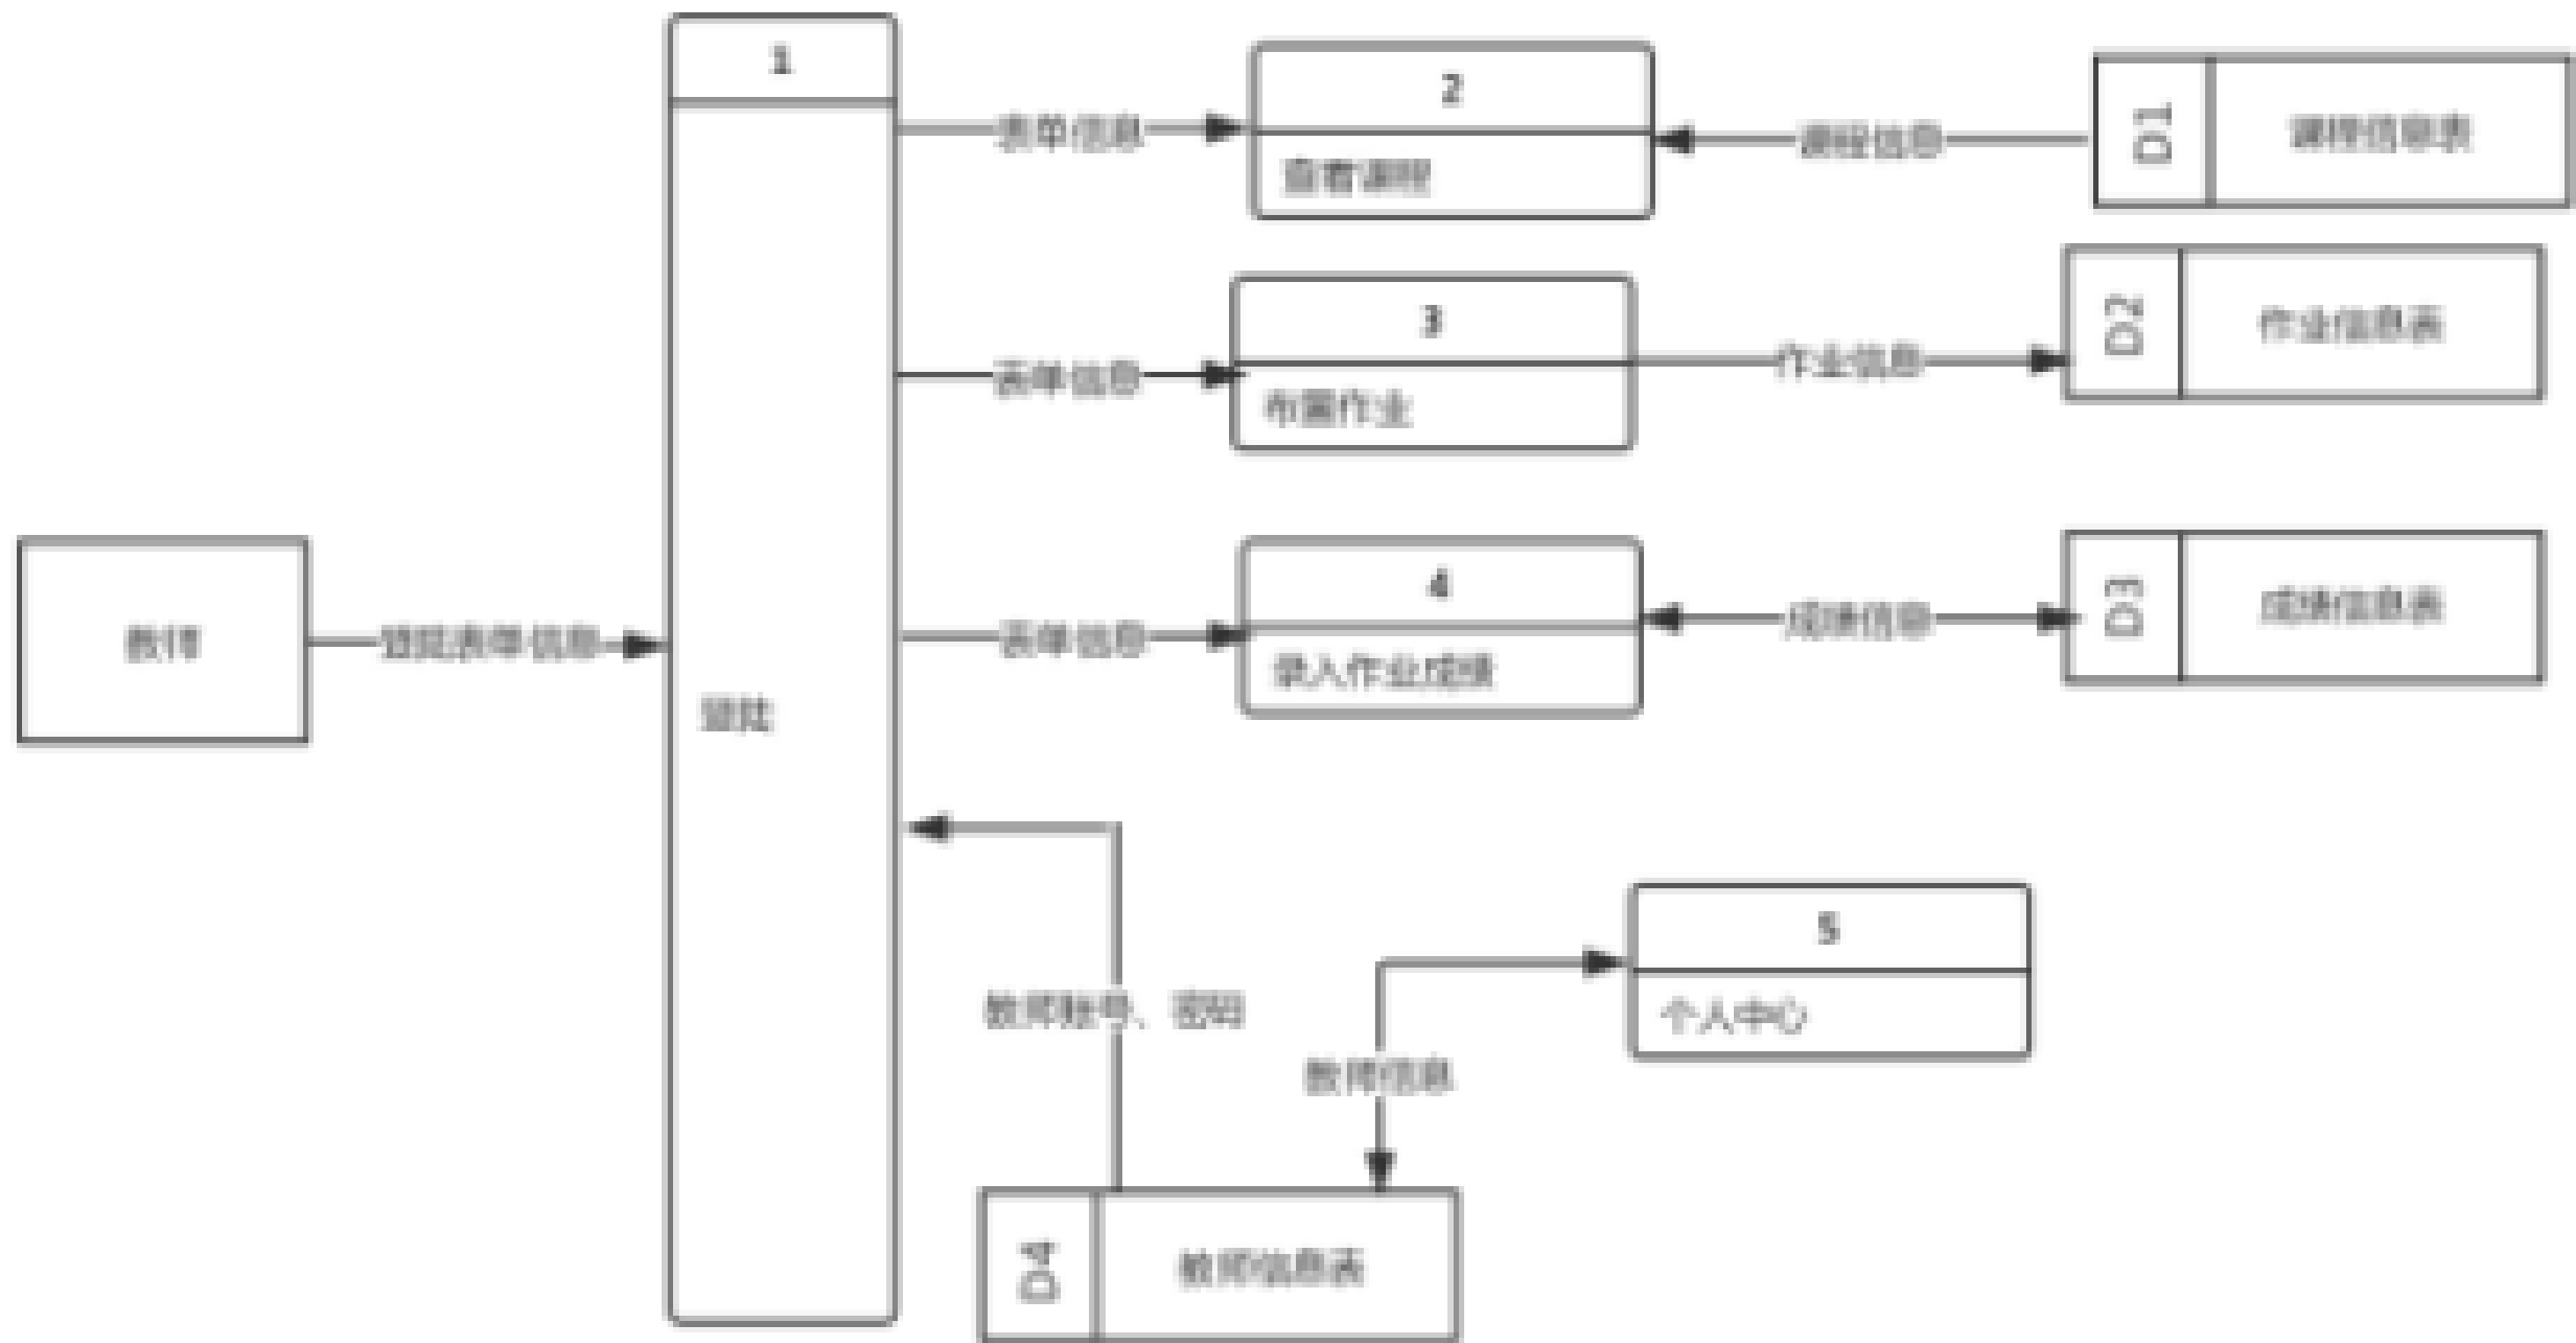 1
2
表单信息
查看课程
课程信息
D1
课程信息表
3
表单信息
布置作业
作业信息
D2
作业信息表
教师
登陆表单信息
登陆
4
表单信息
录入作业成绩
成绩信息
D3
成绩信息表
教师账号、密码
5
个人中心
教师信息
D4
教师信息表